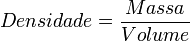 Densidade = Massa / Volume